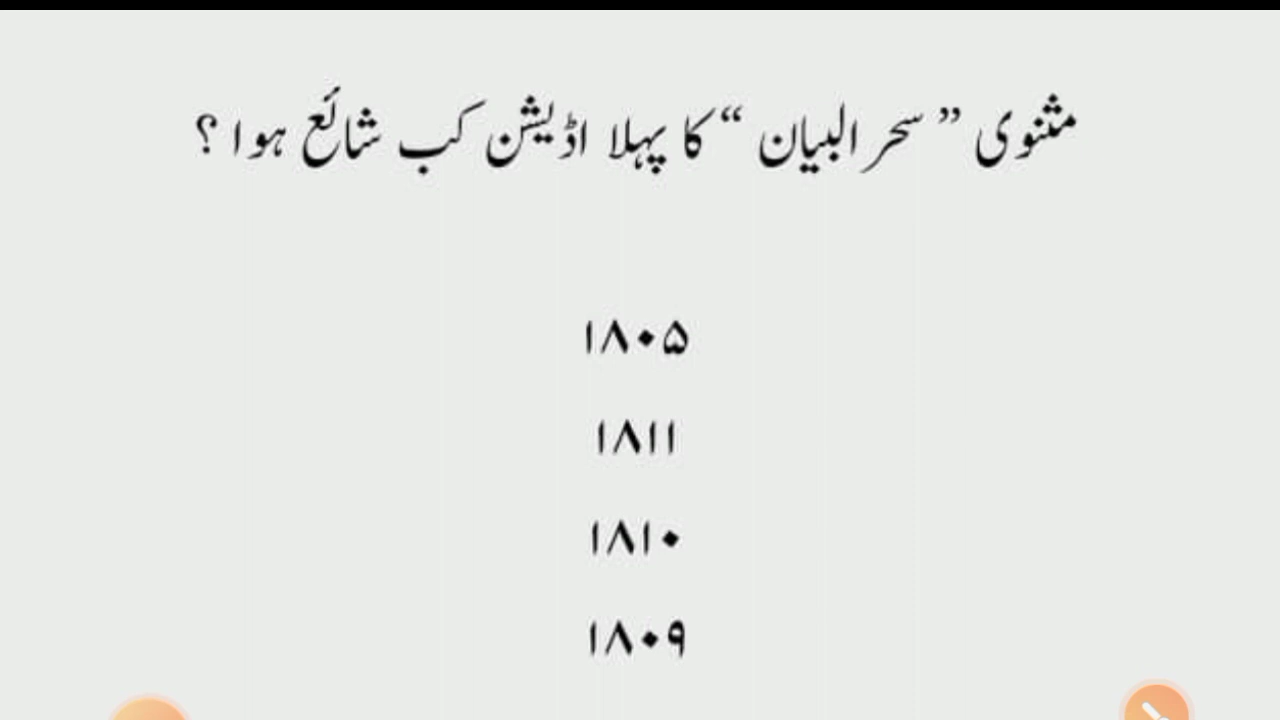 مثنوی ”سحر البیان“ کا پہلا اڈیشن کب شائع ہوا ؟
۱۸۰۵
۱۸۱۱
۱۸۱۰
۱۸۰۹